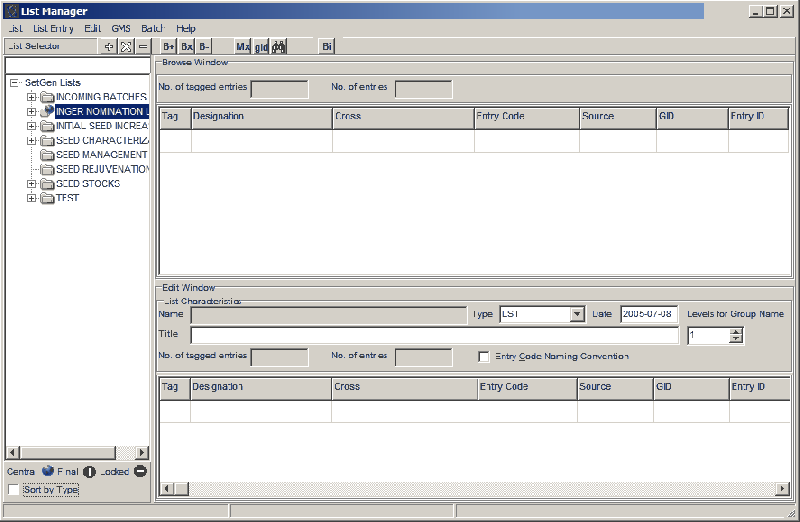 List Manager
List List Entry Edit GMS Batch Help
List Selector B+ Bx B- Mx gid Bi
SetGen Lists
INCOMING BATCHES
INGER NOMINATION L
INITIAL SEED INCREA
SEED CHARACTERIZA
SEED MANAGEMENT
SEED REJUVENATION
SEED STOCKS
TEST
Central Final Locked
Sort by Type
Browse Window
No. of tagged entries No. of entries
Tag Designation Cross Entry Code Source GID Entry ID
Edit Window
List Characteristics
Name Type LST Date 2005-07-08 Levels for Group Name
Title 1
No. of tagged entries No. of entries Entry Code Naming Convention
Tag Designation Cross Entry Code Source GID Entry ID